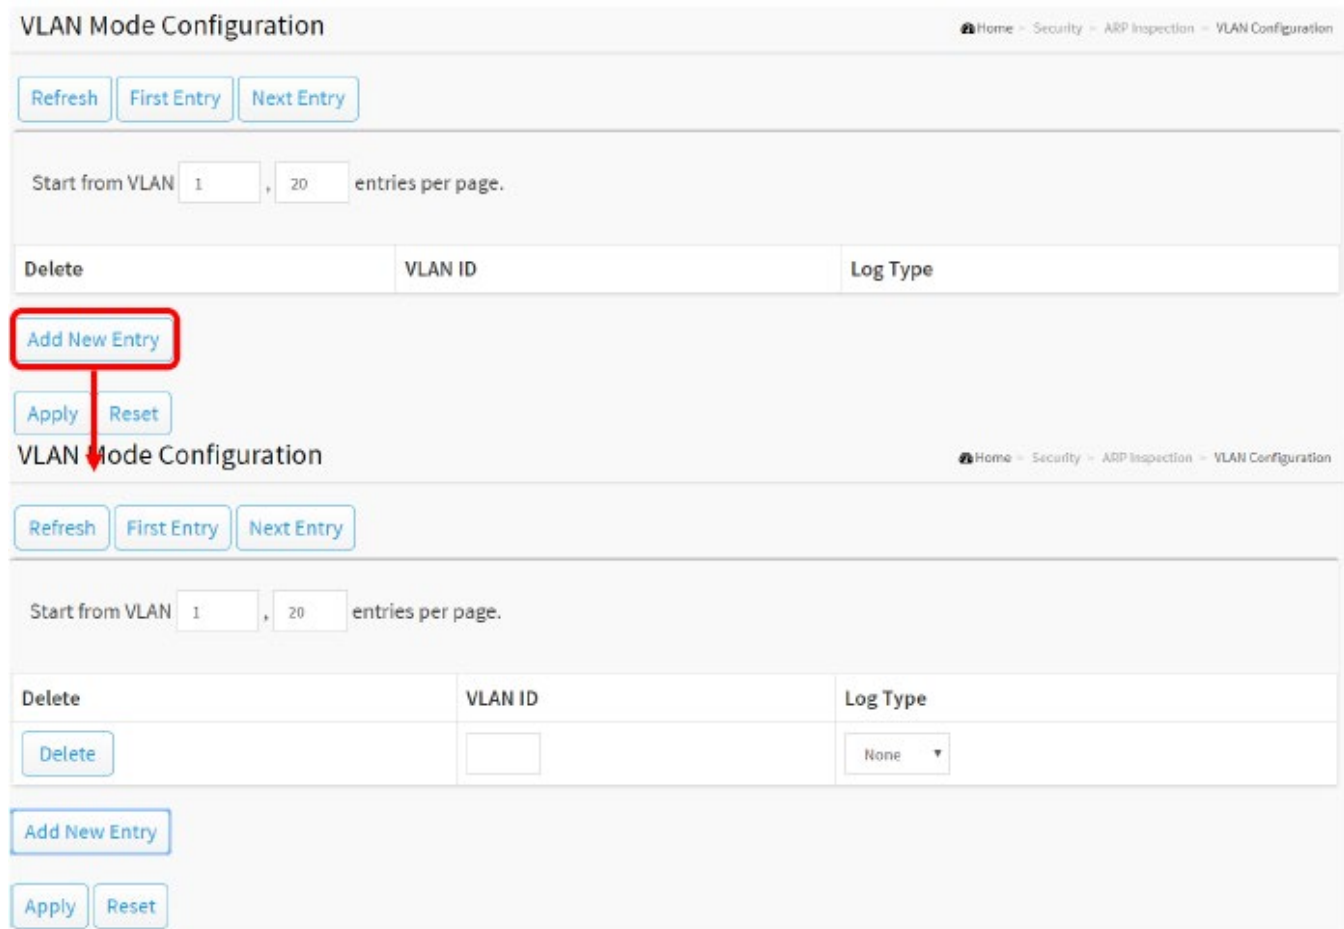 VLAN Mode Configuration Home - Security - ARP Inspection - VLAN Configuration
Refresh First Entry Next Entry
Start from VLAN 1 , 20 entries per page.
Delete VLAN ID Log Type
Add New Entry
Apply Reset
VLAN Mode Configuration Home - Security - ARP Inspection - VLAN Configuration
Refresh First Entry Next Entry
Start from VLAN 1 , 20 entries per page.
Delete VLAN ID Log Type
Delete None
Add New Entry
Apply Reset